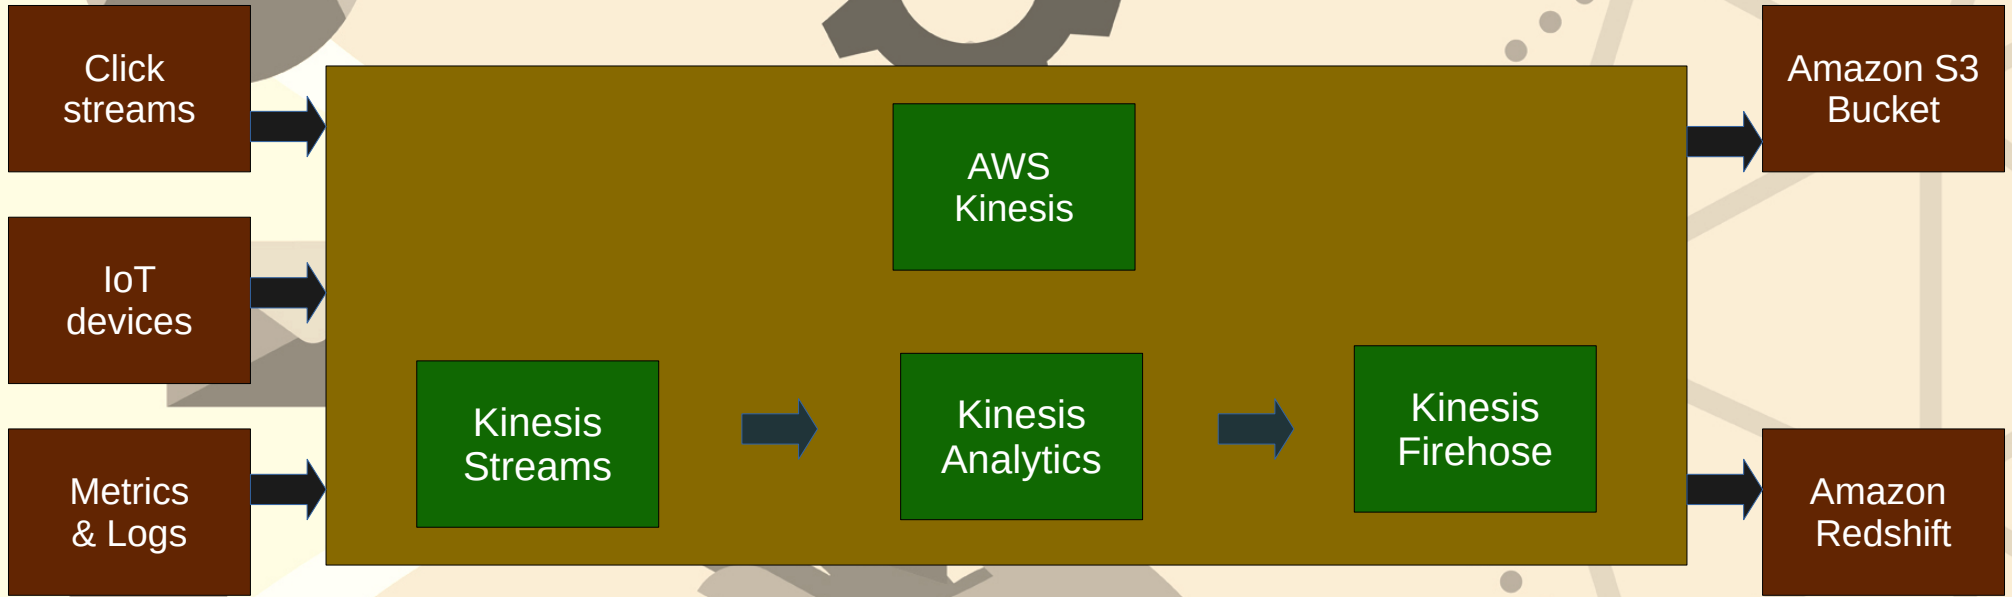 Click
streams
IoT
devices
Metrics
& Logs
AWS
Kinesis
Kinesis
Streams
Kinesis
Analytics
Kinesis
Firehose
Amazon S3
Bucket
Amazon
Redshift